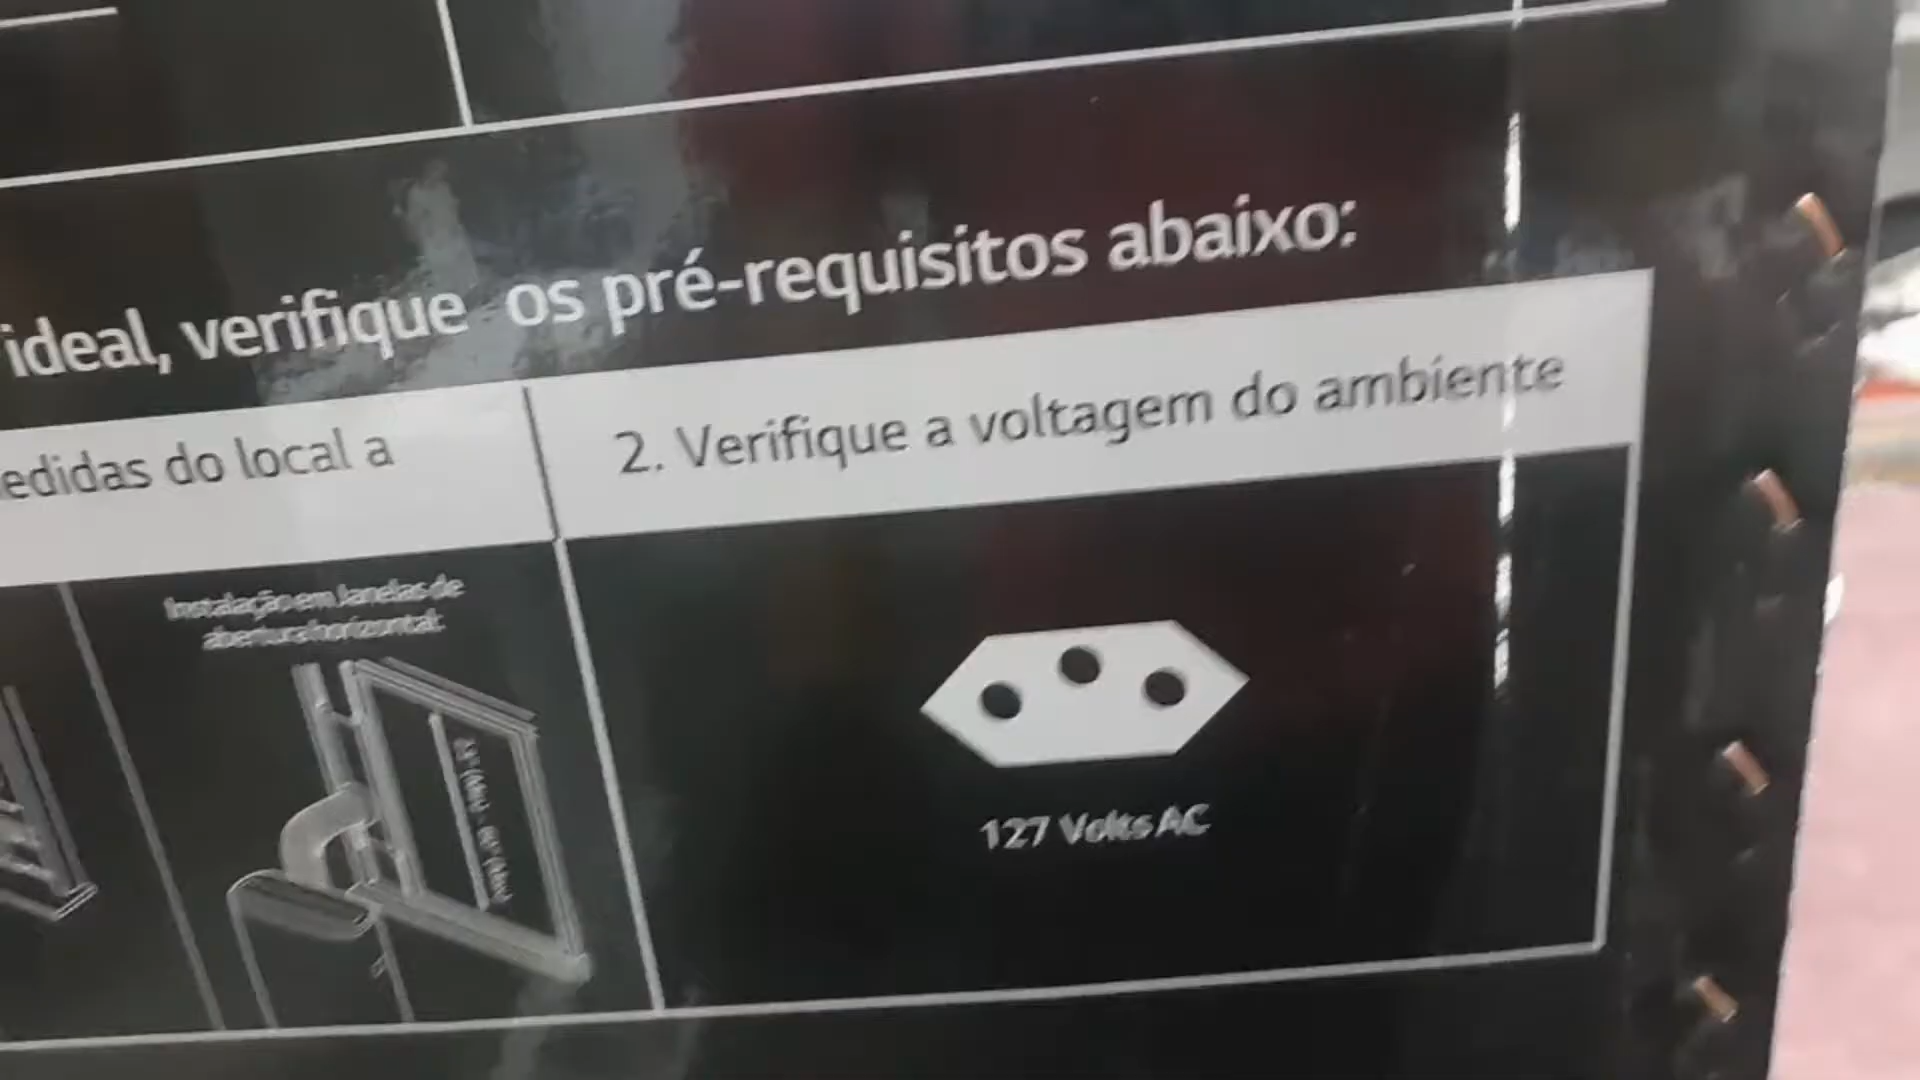 ideal, verifique os pré-requisitos abaixo:
edidas do local a
2. Verifique a voltagem do ambiente
Instalação em Janelas de
abertura horizontal:
127 Volts AC